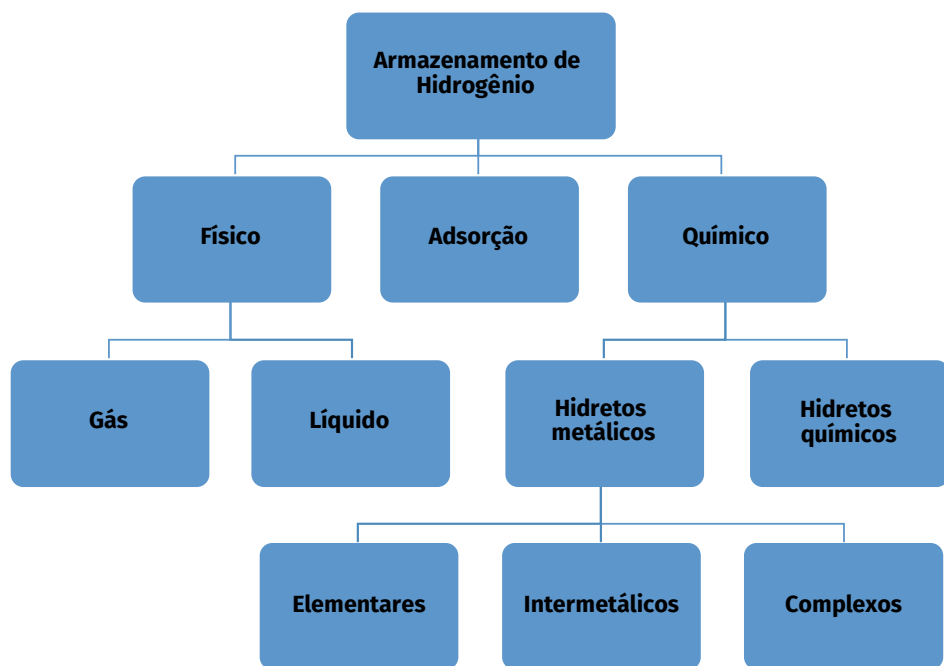 Armazenamento de
Hidrogênio
Físico
Adsorção
Químico
Gás
Líquido
Hidretos
metálicos
Hidretos
químicos
Elementares
Intermetálicos
Complexos